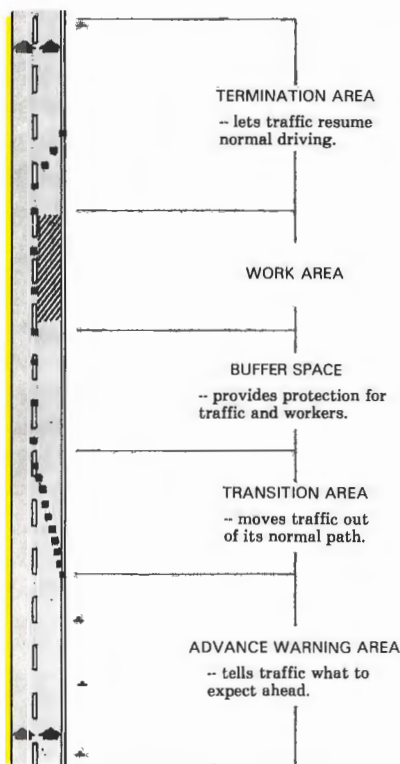 TERMINATION AREA
-- lets traffic resume
normal driving.
WORK AREA
BUFFER SPACE
-- provides protection for
traffic and workers.
TRANSITION AREA
-- moves traffic out
of its normal path.
ADVANCE WARNING AREA
-- tells traffic what to
expect ahead.